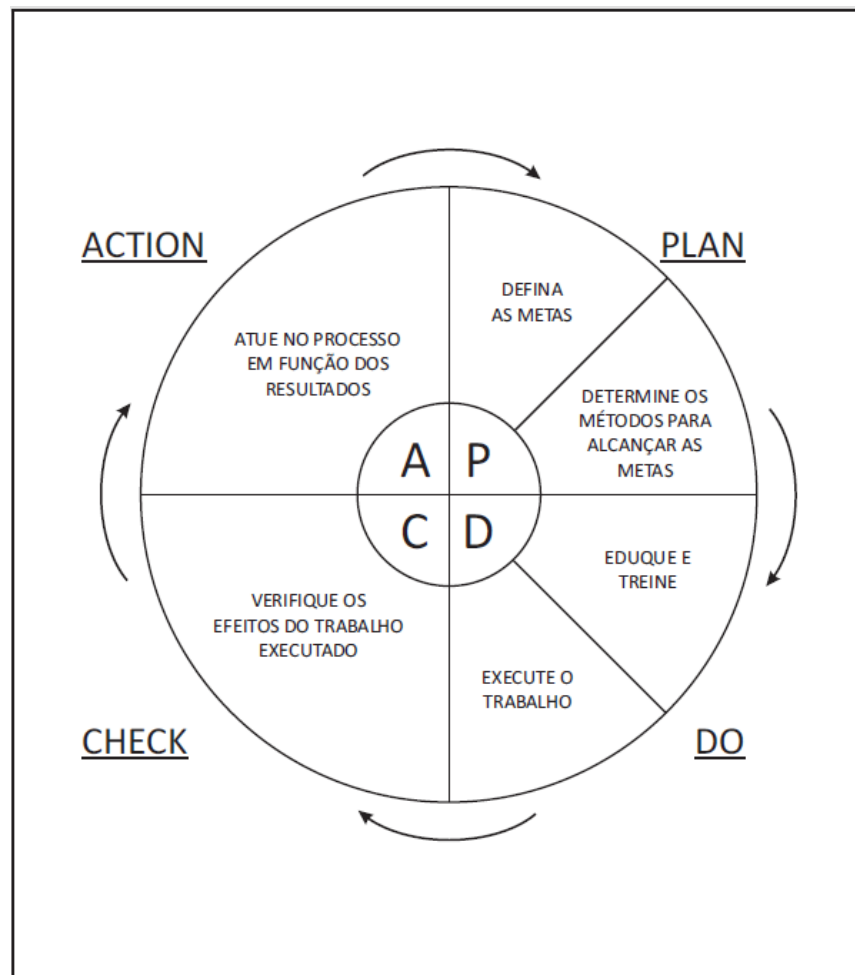 ACTION
PLAN
DEFINA
AS METAS
ATUE NO PROCESSO
EM FUNÇÃO DOS
RESULTADOS
DETERMINE OS
MÉTODOS PARA
ALCANÇAR AS
METAS
A P
C D
EDUQUE E
TREINE
VERIFIQUE OS
EFEITOS DO TRABALHO
EXECUTADO
EXECUTE O
TRABALHO
CHECK
DO